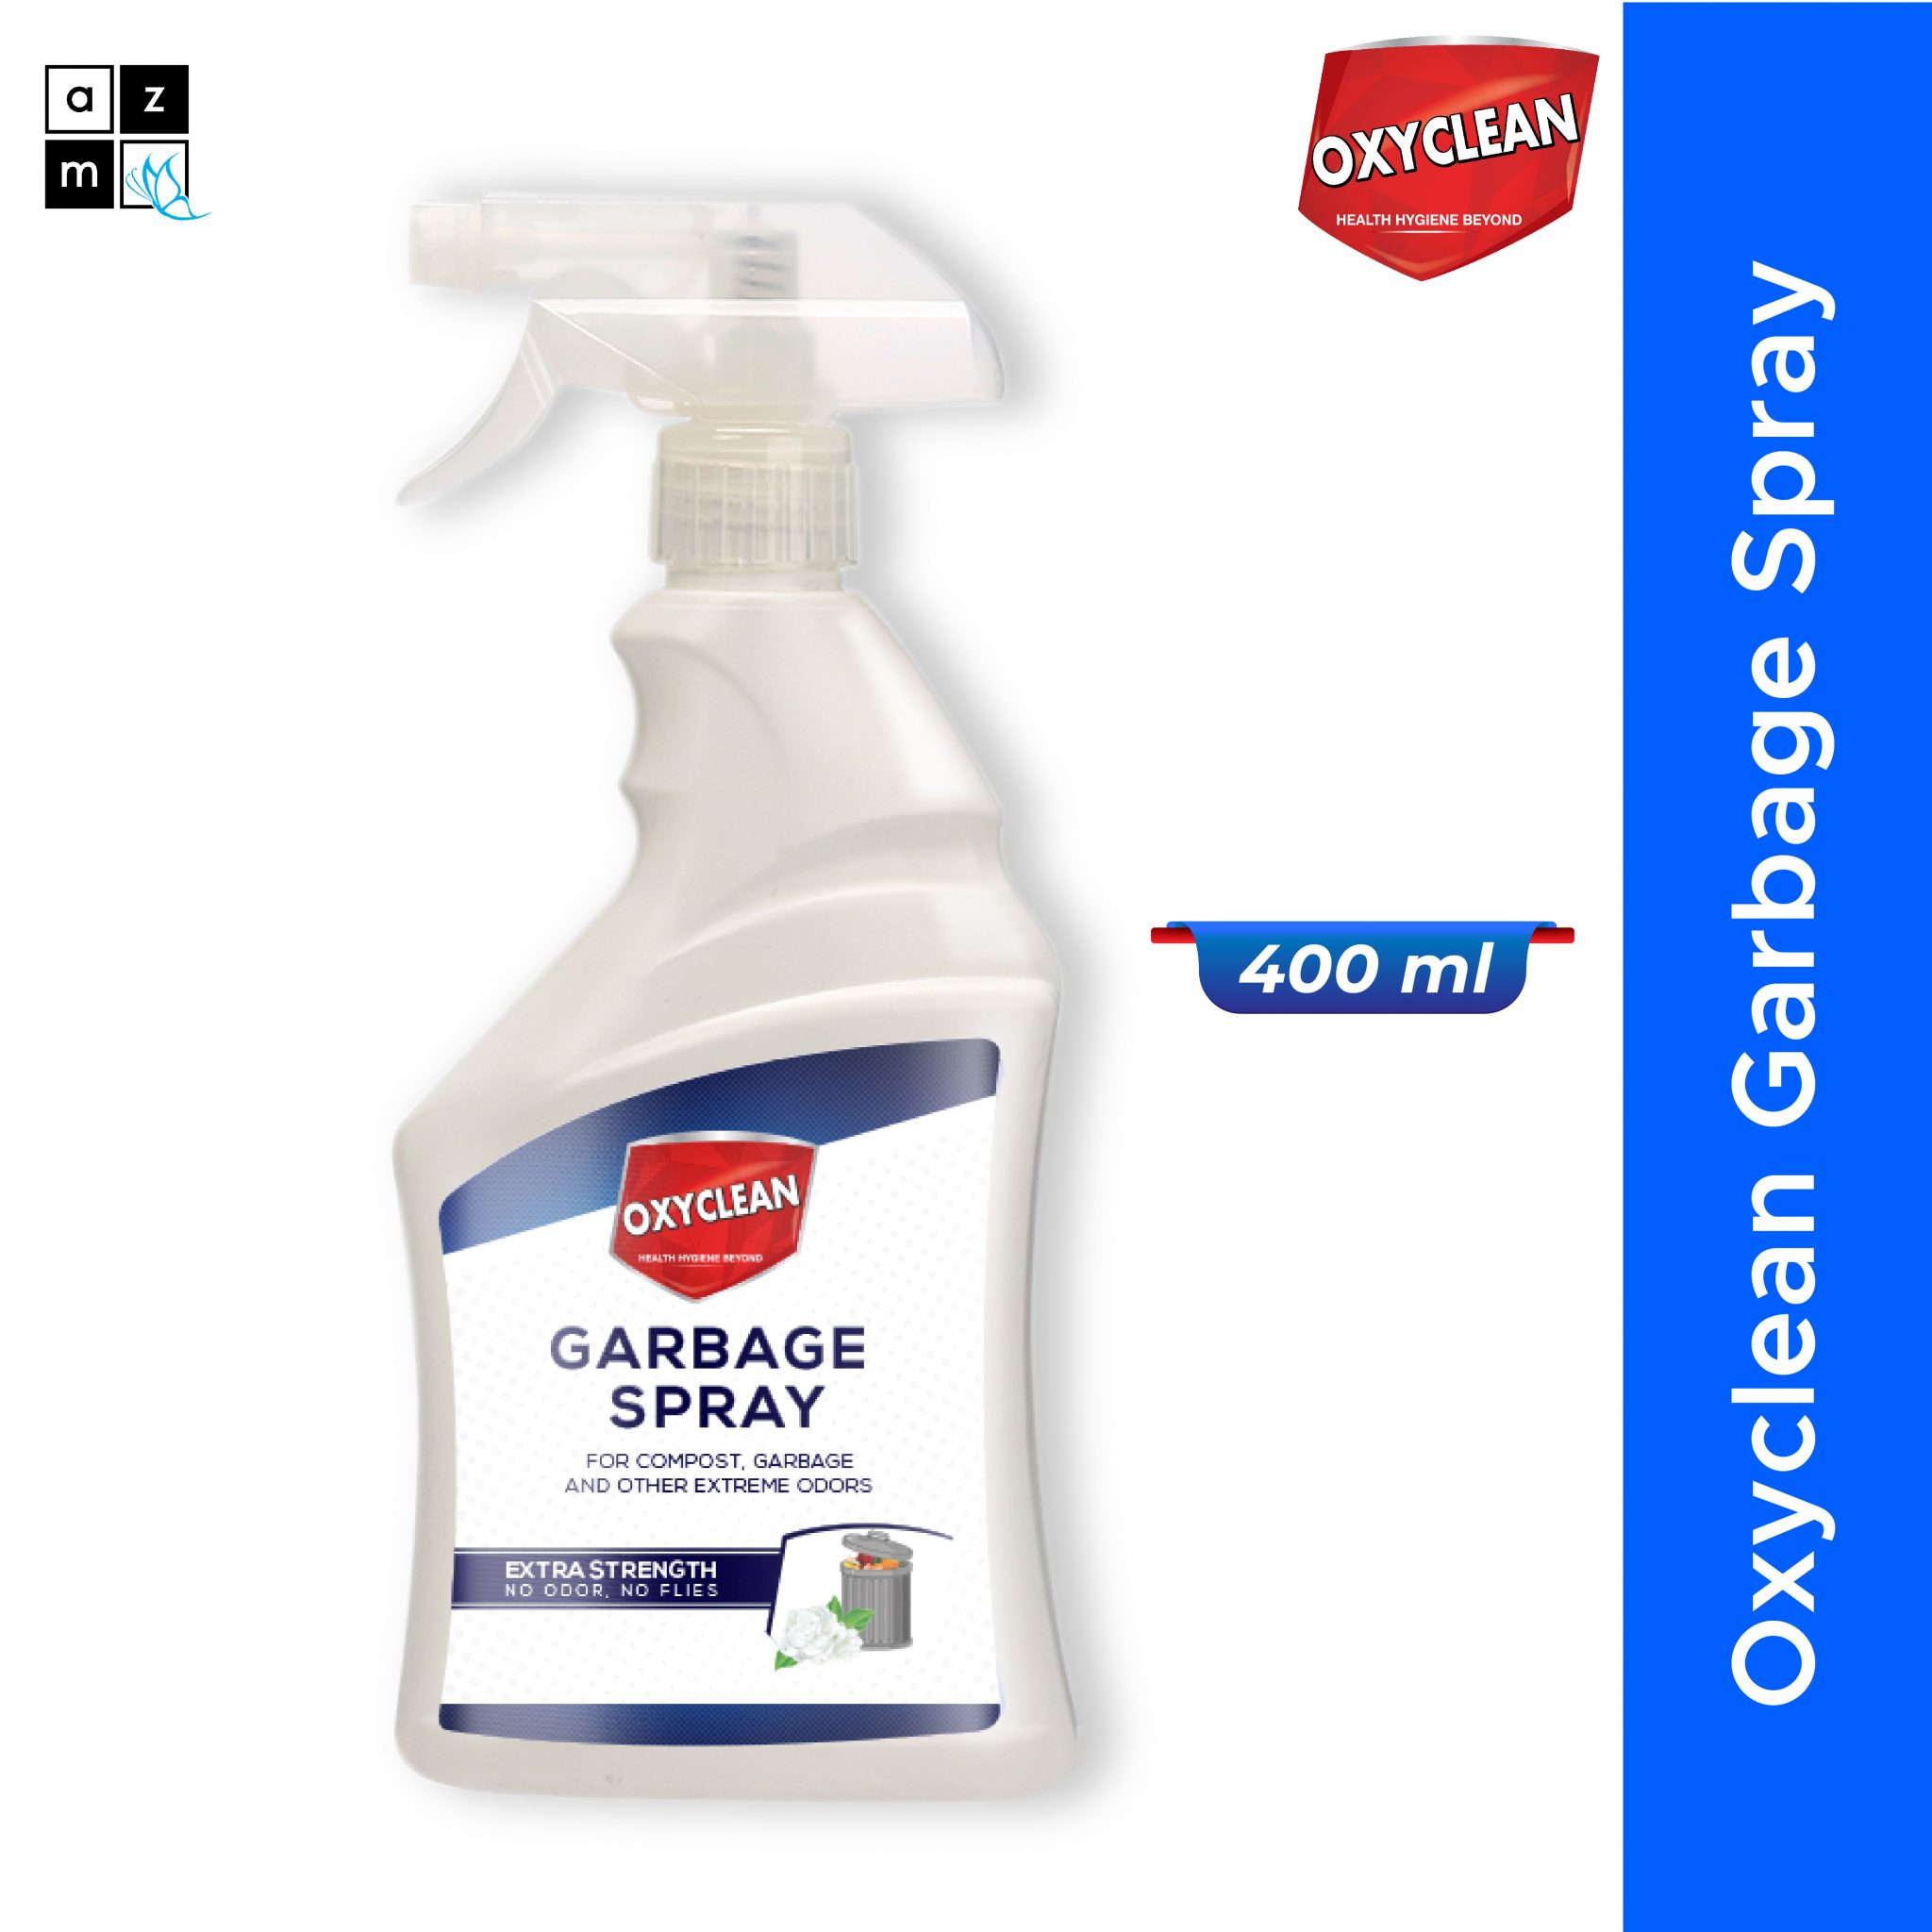 a z
m
OXYCLEAN
HEALTH HYGIENE BEYOND
400 ml
OXYCLEAN
HEALTH HYGIENE BEYOND
GARBAGE
SPRAY
FOR COMPOST, GARBAGE
AND OTHER EXTREME ODORS
EXTRA STRENGTH
NO ODOR, NO FLIES
Oxyclean Garbage Spray